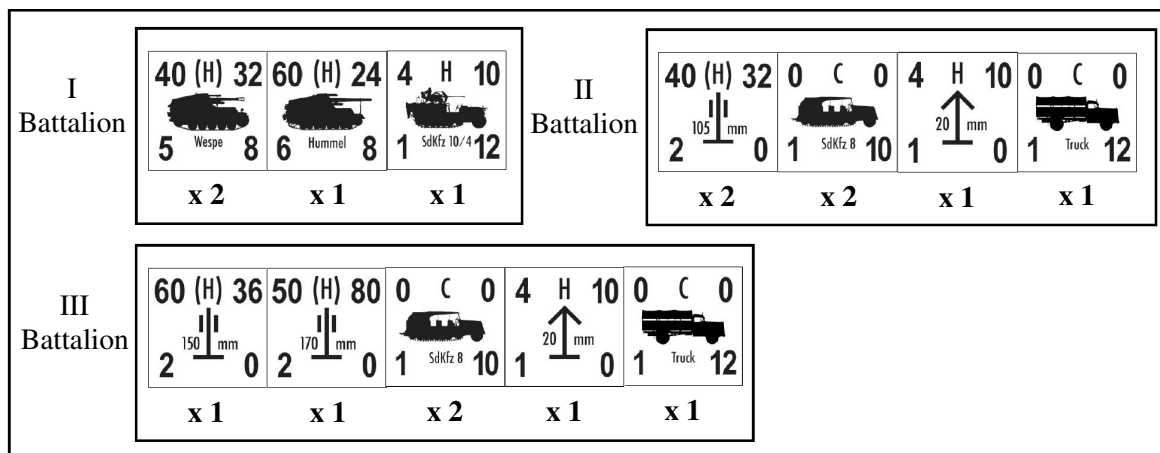 I
Battalion
40 (H) 32 60 (H) 24 4 H 10
Wespe Hummel SdKfz 10/4
5 8 6 8 1 12
x 2 x 1 x 1
II
Battalion
40 (H) 32 0 C 0 4 H 10 0 C 0
105 mm SdKfz 8 20 mm Truck
2 0 1 10 1 0 1 12
x 2 x 2 x 1 x 1
III
Battalion
60 (H) 36 50 (H) 80 0 C 0 4 H 10 0 C 0
150 mm 170 mm SdKfz 8 20 mm Truck
2 0 2 0 1 10 1 0 1 12
x 1 x 1 x 2 x 1 x 1